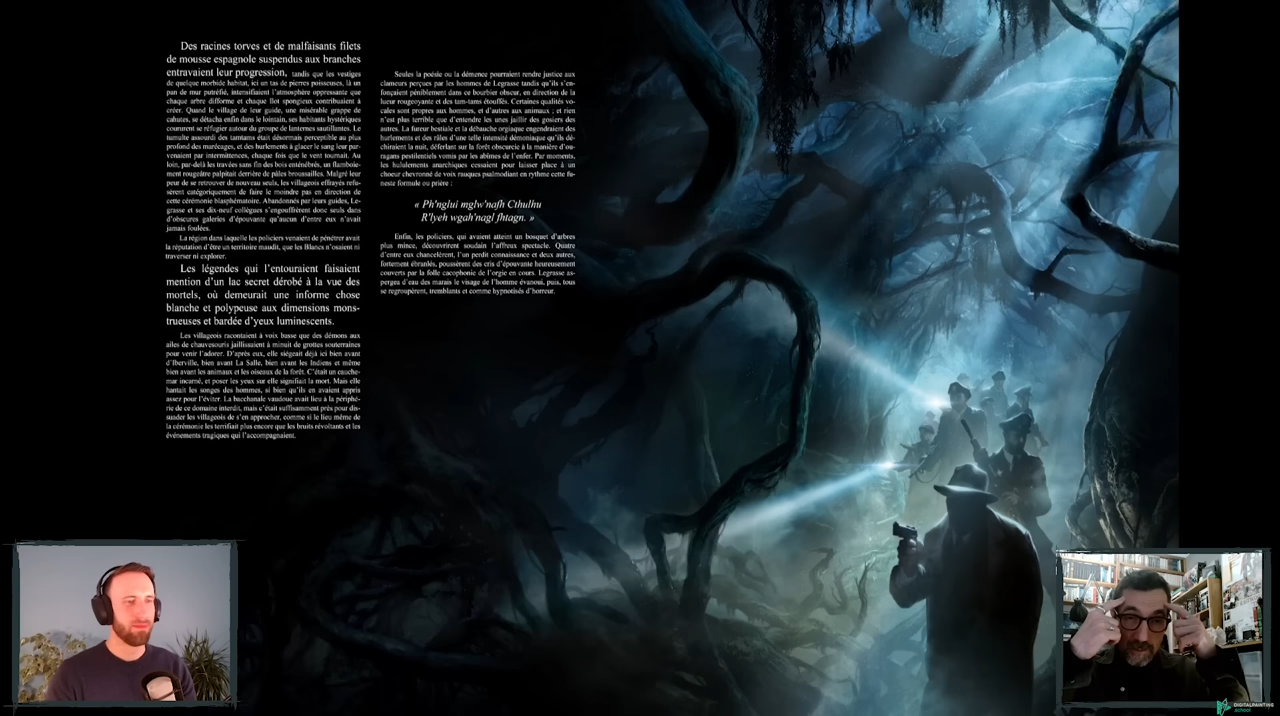 Des racines torves et de malfaisants filets
de mousse espagnole suspendus aux branches
entravaient leur progression, tandis que les vestiges
de quelque morbide habitat, ici un tas de pierres poisseuses, là un
pan de mur putréfié, intensifiaient l'atmosphère oppressante que
chaque arbre difforme et chaque îlot spongieux contribuaient à
créer. Quand le village de leur guide, une misérable grappe de
cahutes, se détacha enfin dans le lointain, ses habitants hystériques
coururent se réfugier autour du groupe de lanternes sautillantes. Le
tumulte assourdi des tamtams était désormais perceptible au plus
profond des marécages, et des hurlements à glacer le sang leur par-
venaient par intermittences, chaque fois que le vent tournait. Au
loin, par-delà les travées sans fin des bois enténébrés, un flamboie-
ment rougeâtre palpitait derrière de pâles broussailles. Malgré leur
peur de se retrouver de nouveau seuls, les villageois effrayés refu-
sèrent catégoriquement de faire le moindre pas en direction de
cette cérémonie blasphématoire. Abandonnés par leurs guides, Le-
grasse et ses dix-neuf collègues s'engouffrèrent donc seuls dans
d'obscures galeries d'épouvante qu'aucun d'entre eux n'avait
jamais foulées.
La région dans laquelle les policiers venaient de pénétrer avait
la réputation d'être un territoire maudit, que les Blancs n'osaient ni
traverser ni explorer.
Les légendes qui l'entouraient faisaient
mention d'un lac secret dérobé à la vue des
mortels, où demeurait une informe chose
blanche et polypeuse aux dimensions mons-
trueuses et bardée d'yeux luminescents.
Les villageois racontaient à voix basse que des démons aux
ailes de chauvesouris jaillissaient à minuit de grottes souterraines
pour venir l'adorer. D'après eux, elle siégeait déjà ici bien avant
d'Iberville, bien avant La Salle, bien avant les Indiens et même
bien avant les animaux et les oiseaux de la forêt. C'était un cauche-
mar incarné, et poser les yeux sur elle signifiait la mort. Mais elle
hantait les songes des hommes, si bien qu'ils en avaient appris
assez pour l'éviter. La bacchanale vaudoue avait lieu à la périphé-
rie de ce domaine interdit, mais c'était suffisamment près pour dis-
suader les villageois de s'en approcher, comme si le lieu même de
la cérémonie les terrifiait plus encore que les bruits révoltants et les
événements tragiques qui l'accompagnaient.
Seules la poésie ou la démence pourraient rendre justice aux
clameurs perçues par les hommes de Legrasse tandis qu'ils s'en-
fonçaient péniblement dans ce bourbier obscur, en direction de la
lueur rougeoyante et des tam-tams étouffés. Certaines qualités vo-
cales sont propres aux hommes, et d'autres aux animaux ; et rien
n'est plus terrible que d'entendre les unes jaillir des gosiers des
autres. La fureur bestiale et la débauche orgiaque engendraient des
hurlements et des râles d'une telle intensité démoniaque qu'ils dé-
chiraient la nuit, déferlant sur la forêt obscurcie à la manière d'ou-
ragans pestilentiels vomis par les abîmes de l'enfer. Par moments,
les hululements anarchiques cessaient pour laisser place à un
choeur chevronné de voix rauques psalmodiant en rythme cette fu-
neste formule ou prière :
« Ph'nglui mglw'nafh Cthulhu
R'lyeh wgah'nagl fhtagn. »
Enfin, les policiers, qui avaient atteint un bosquet d'arbres
plus mince, découvrirent soudain l'affreux spectacle. Quatre
d'entre eux chancelèrent, l'un perdit connaissance et deux autres,
fortement ébranlés, poussèrent des cris d'épouvante heureusement
couverts par la folle cacophonie de l'orgie en cours. Legrasse as-
pergea d'eau des marais le visage de l'homme évanoui, puis, tous
se regroupèrent, tremblants et comme hypnotisés d'horreur.
DIGITALPAINTING
.school